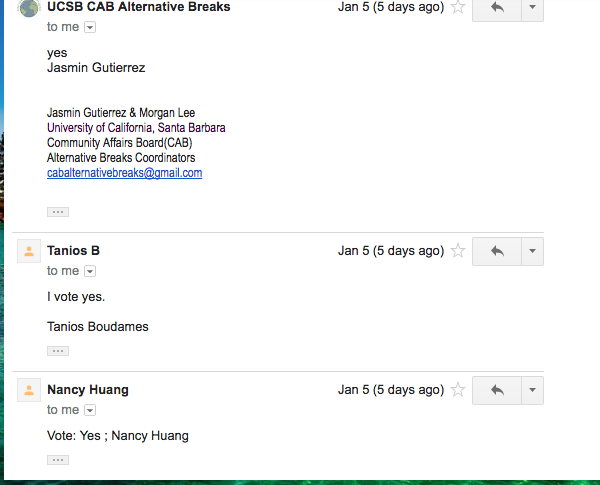 UCSB CAB Alternative Breaks Jan 5 (5 days ago)
to me
yes
Jasmin Gutierrez
Jasmin Gutierrez & Morgan Lee
University of California, Santa Barbara
Community Affairs Board(CAB)
Alternative Breaks Coordinators
cabalternativebreaks@gmail.com
Tanios B Jan 5 (5 days ago)
to me
I vote yes.
Tanios Boudames
Nancy Huang Jan 5 (5 days ago)
to me
Vote: Yes ; Nancy Huang